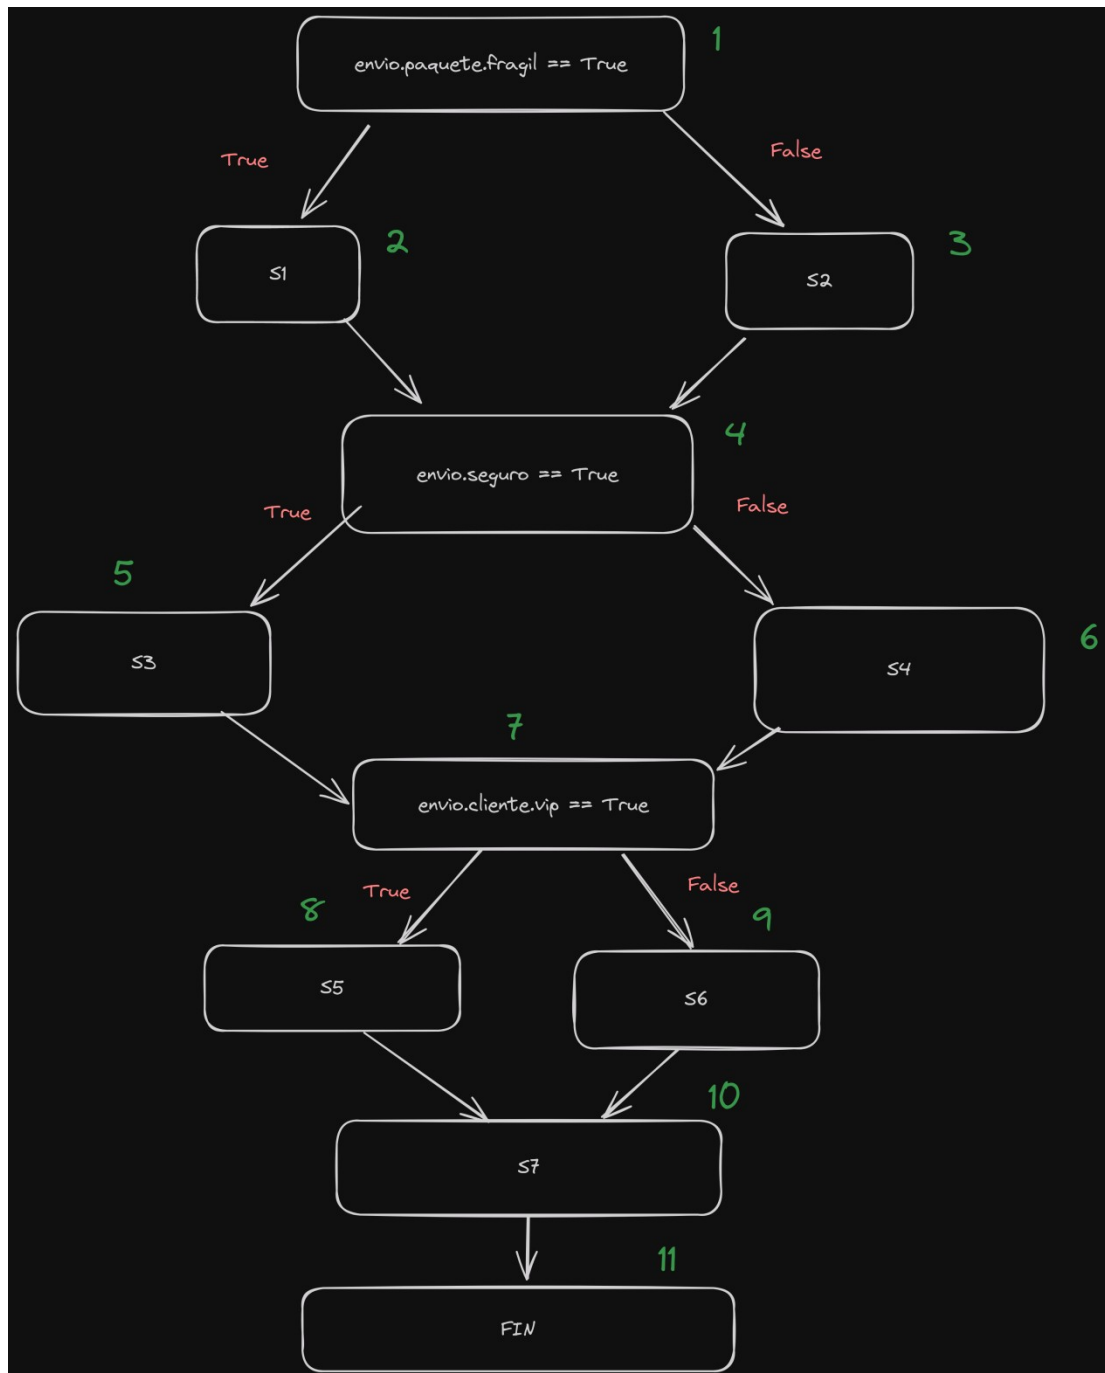 1
envio.paquete.fragil == True
True
False
2
3
S1
S2
4
envio.seguro == True
True
False
5
6
S3
S4
7
envio.cliente.vip == True
True
False
8
9
S5
S6
10
S7
11
FIN